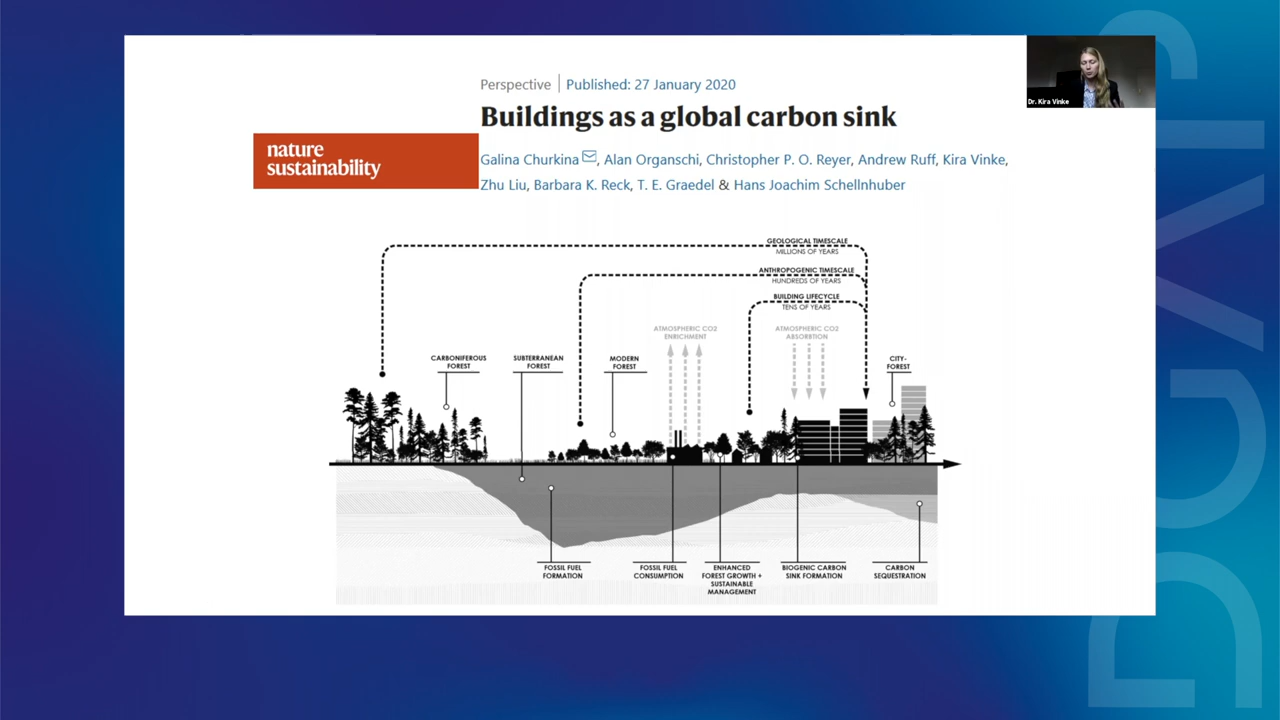 Perspective | Published: 27 January 2020
Buildings as a global carbon sink
nature
sustainability
Galina Churkina, Alan Organschi, Christopher P. O. Reyer, Andrew Ruff, Kira Vinke,
Zhu Liu, Barbara K. Reck, T. E. Graedel & Hans Joachim Schellnhuber
Dr. Kira Vinke
GEOLOGICAL TIMESCALE
MILLIONS OF YEARS
ANTHROPOGENIC TIMESCALE
HUNDREDS OF YEARS
BUILDING LIFECYCLE
TENS OF YEARS
ATMOSPHERIC CO2
ENRICHMENT
ATMOSPHERIC CO2
ABSORBTION
CARBONIFEROUS
FOREST
SUBTERRANEAN
FOREST
MODERN
FOREST
CITY-
FOREST
FOSSIL FUEL
FORMATION
FOSSIL FUEL
CONSUMPTION
ENHANCED
FOREST GROWTH +
SUSTAINABLE
MANAGEMENT
BIOGENIC CARBON
SINK FORMATION
CARBON
SEQUESTRATION